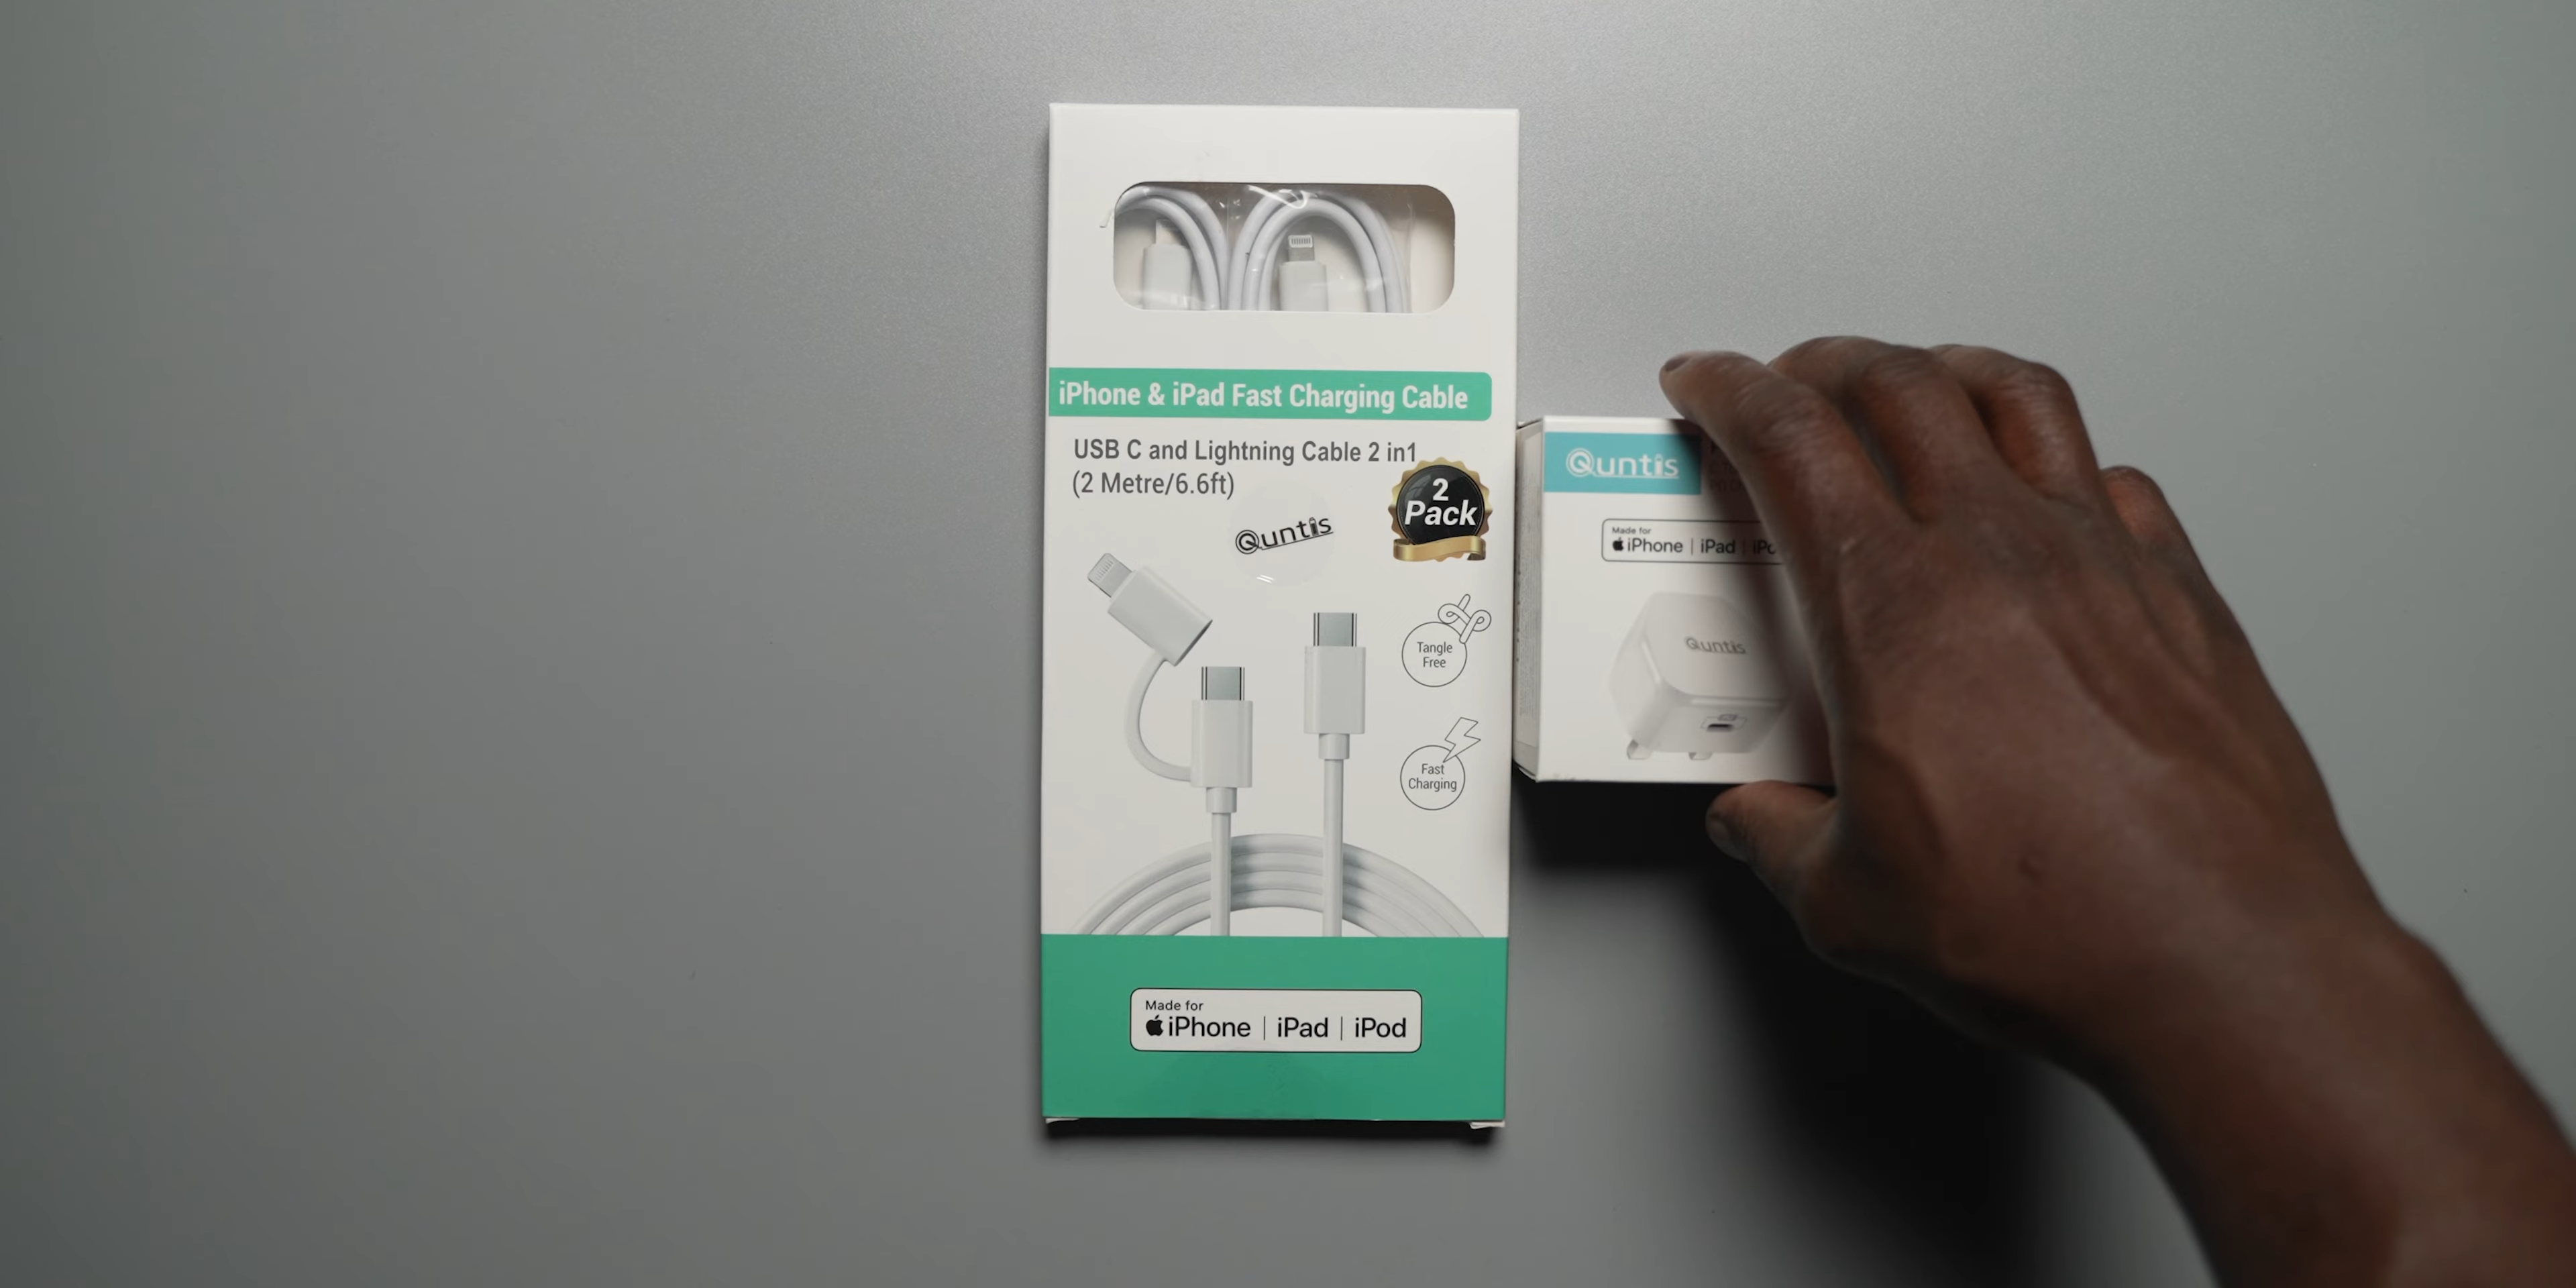 iPhone & iPad Fast Charging Cable
USB C and Lightning Cable 2 in1
(2 Metre/6.6ft)
2
Pack
Quntis
Tangle
Free
Fast
Charging
Made for
iPhone | iPad | iPod
Quntis
Made for
iPhone | iPad
Quntis